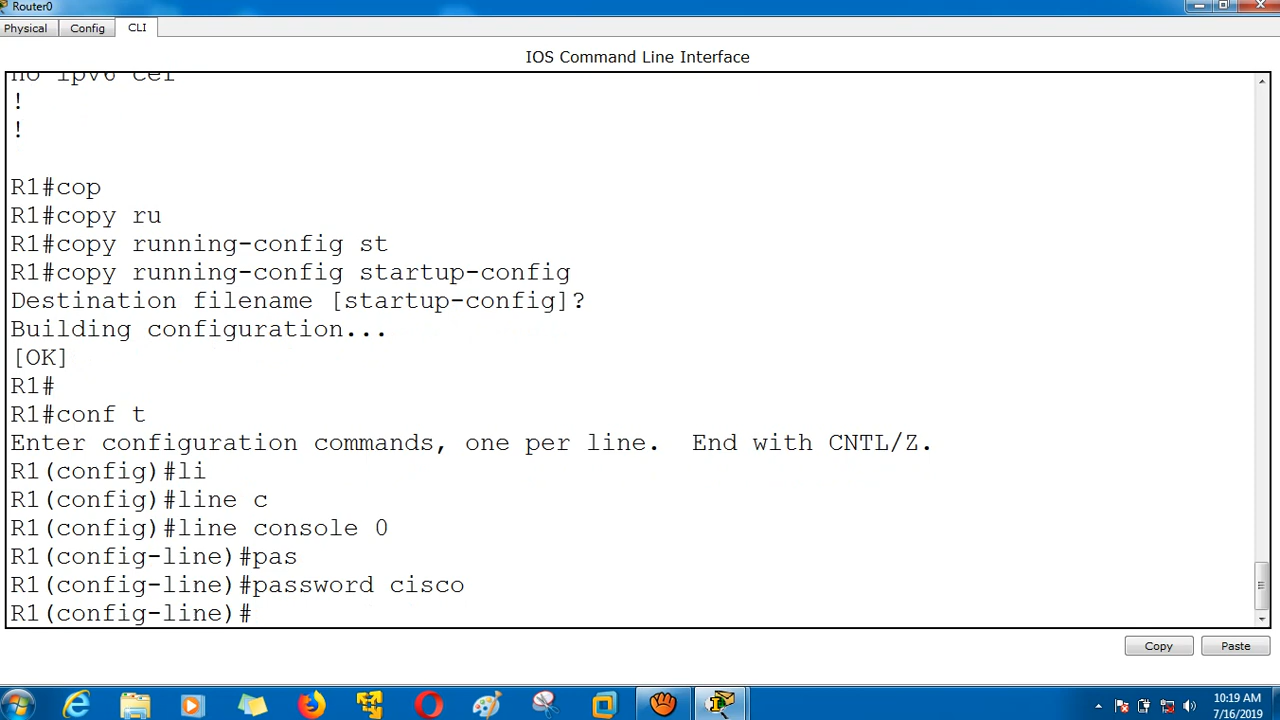 Router0
Physical
Config
CLI
IOS Command Line Interface
no ipv6 cef
!
!
R1#cop
R1#copy ru
R1#copy running-config st
R1#copy running-config startup-config
Destination filename [startup-config]?
Building configuration...
[OK]
R1#
R1#conf t
Enter configuration commands, one per line.  End with CNTL/Z.
R1(config)#li
R1(config)#line c
R1(config)#line console 0
R1(config-line)#pas
R1(config-line)#password cisco
R1(config-line)#
Copy
Paste
10:19 AM
7/16/2019